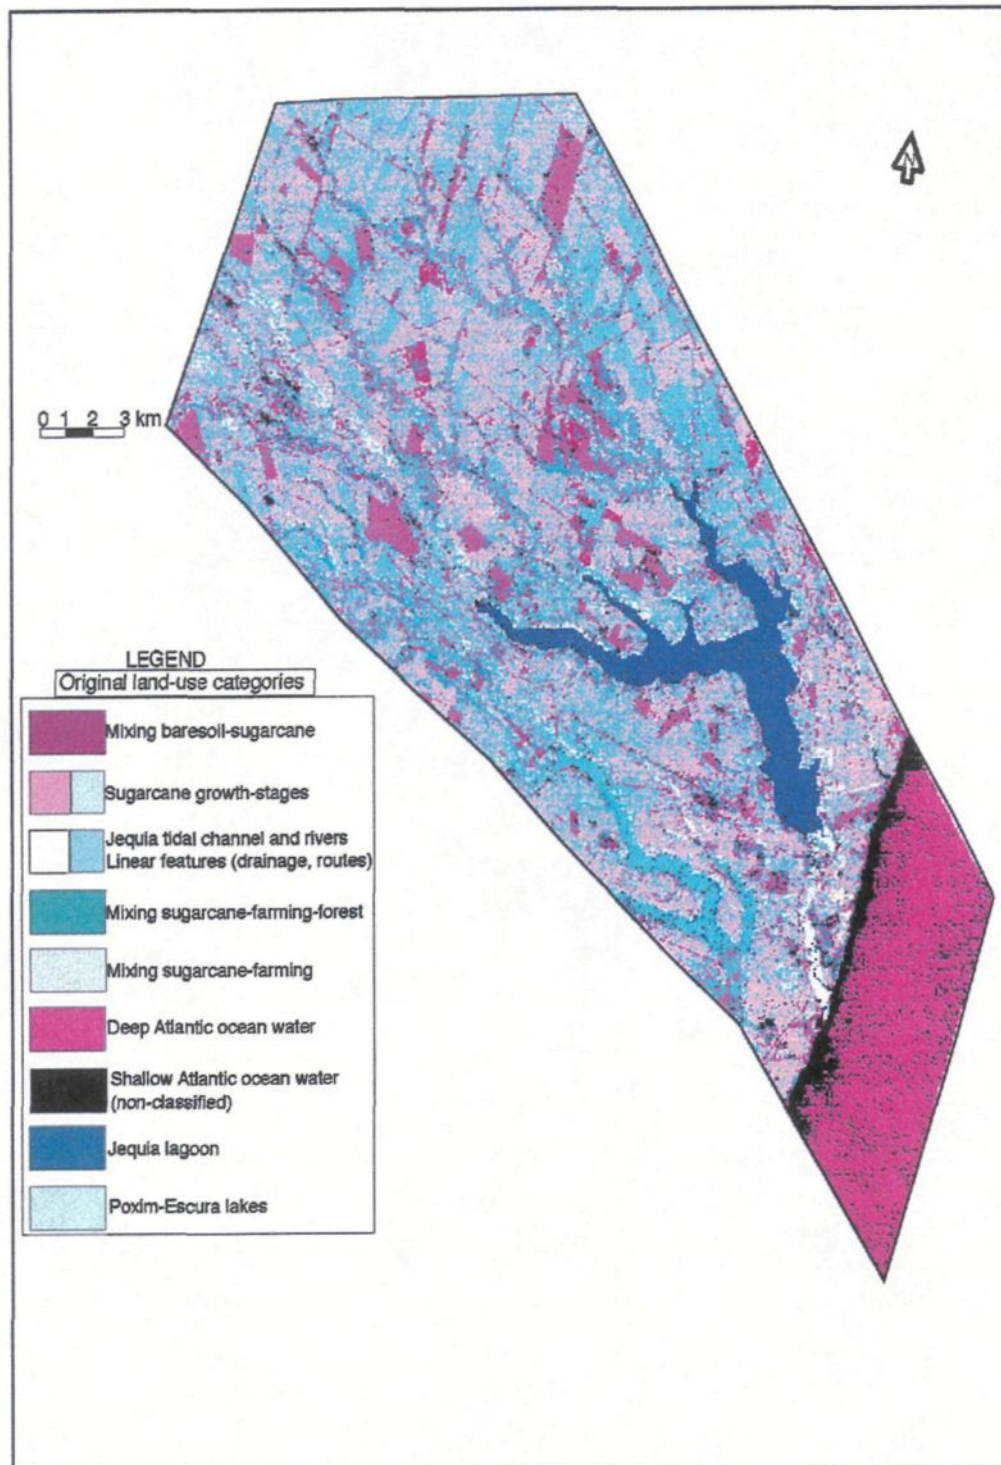 N
0 1 2 3 km
LEGEND
Original land-use categories
Mixing baresoil-sugarcane
Sugarcane growth-stages
Jequia tidal channel and rivers
Linear features (drainage, routes)
Mixing sugarcane-farming-forest
Mixing sugarcane-farming
Deep Atlantic ocean water
Shallow Atlantic ocean water
(non-classified)
Jequia lagoon
Poxim-Escura lakes